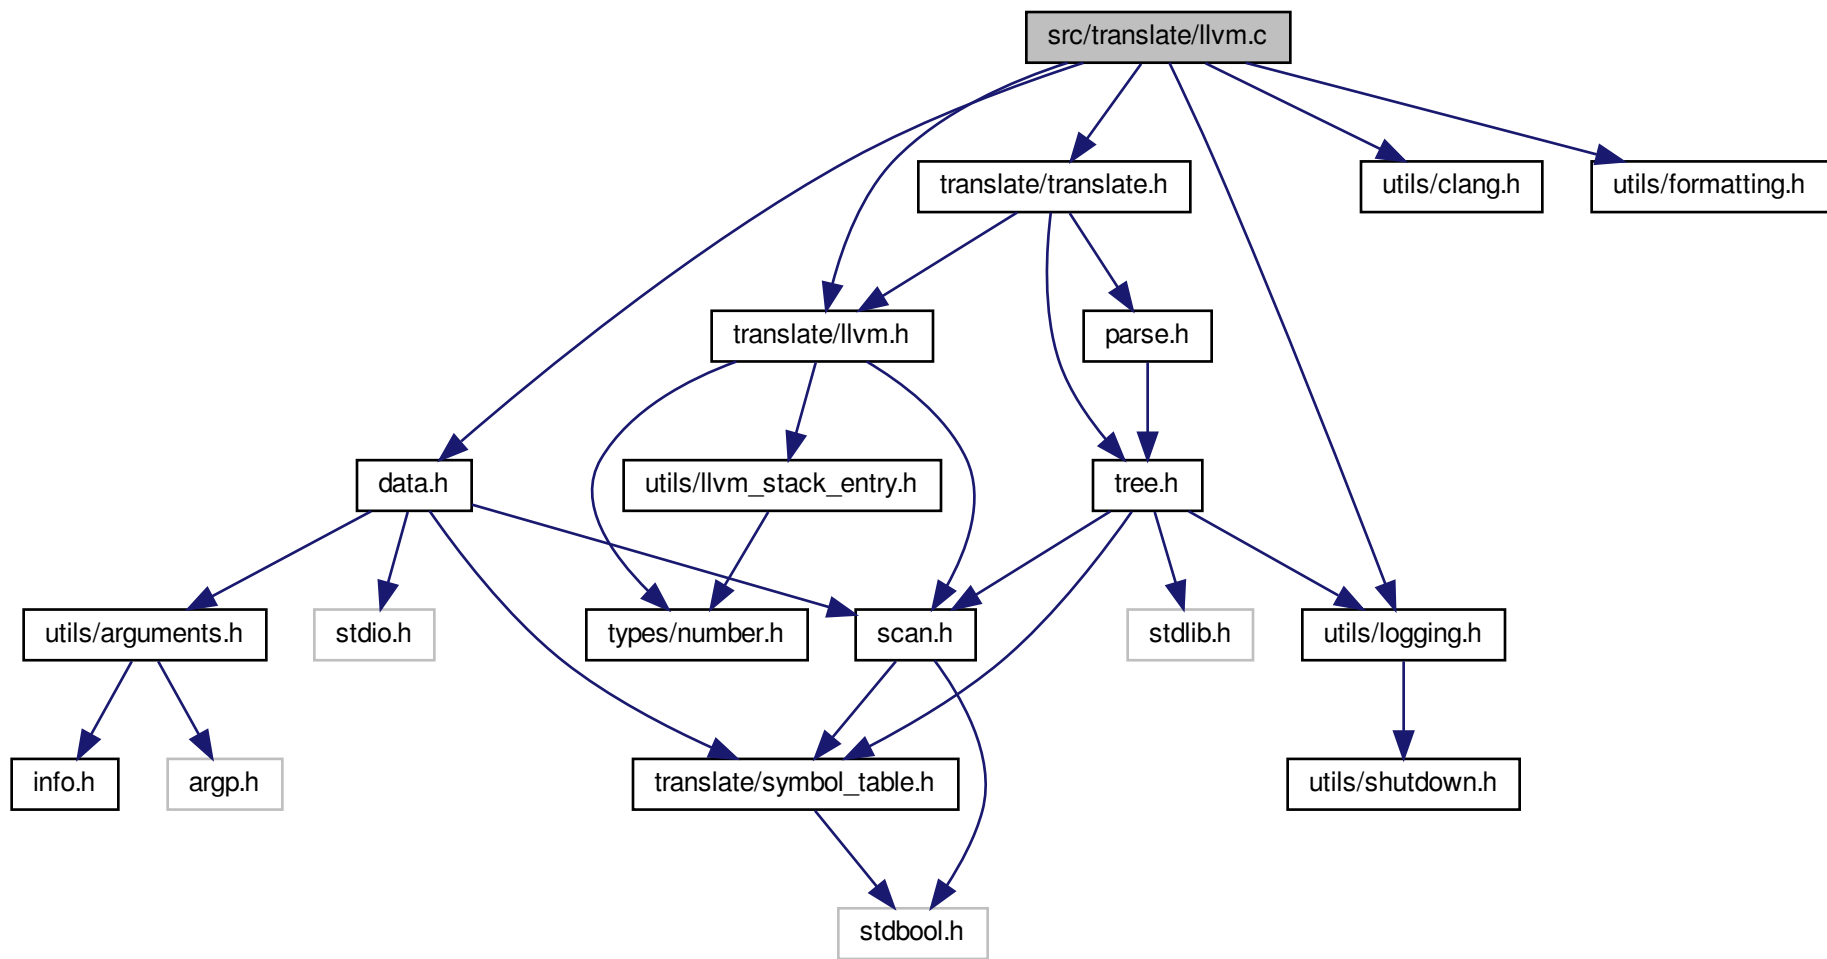 src/translate/llvm.c
translate/translate.h
utils/clang.h
utils/formatting.h
translate/llvm.h
parse.h
data.h
utils/llvm_stack_entry.h
tree.h
utils/arguments.h
stdio.h
types/number.h
scan.h
stdlib.h
utils/logging.h
info.h
argp.h
translate/symbol_table.h
utils/shutdown.h
stdbool.h